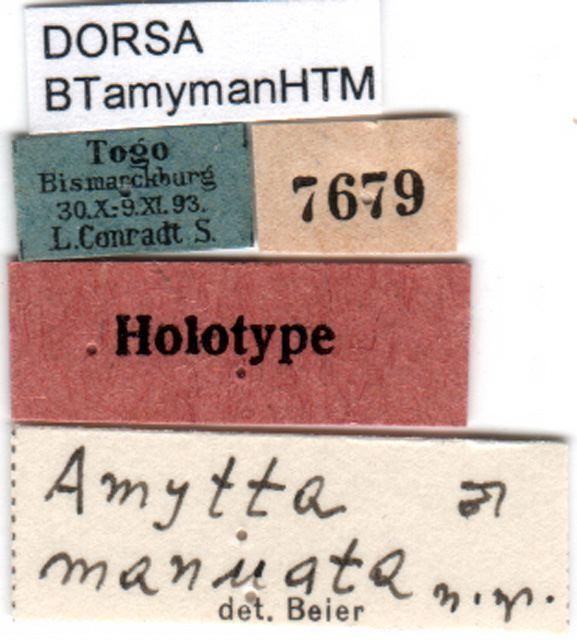 DORSA
BTamymanHTM
Togo
Bismarckburg
30.X.-9.XI.93.
L.Conradt S.
7679
Holotype
Amytta ♂
manuata n. sp.
det. Beier